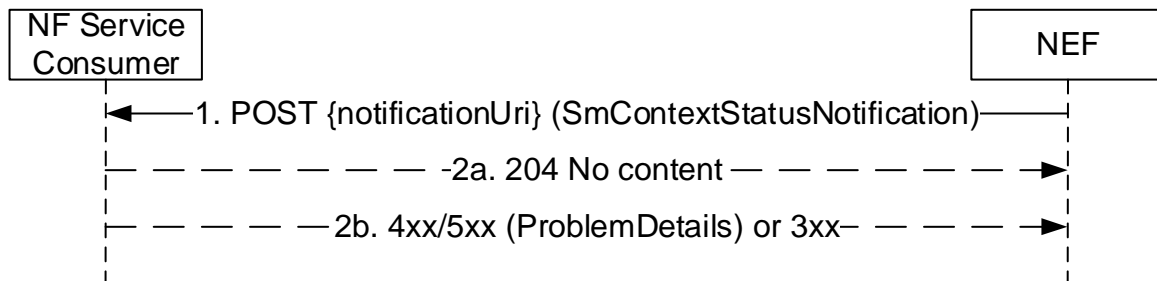 NF Service
Consumer
NEF
1. POST {notificationUri} (SmContextStatusNotification)
2a. 204 No content
2b. 4xx/5xx (ProblemDetails) or 3xx